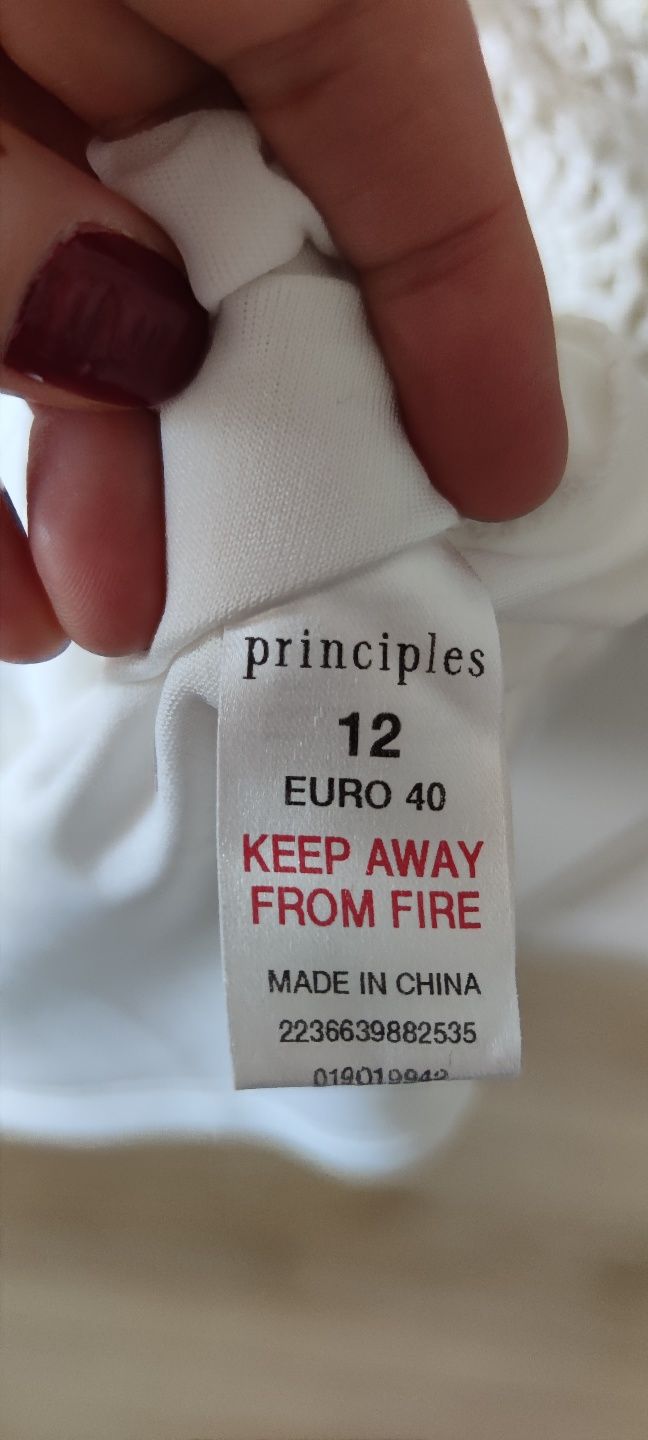 principles
12
EURO 40
KEEP AWAY
FROM FIRE
MADE IN CHINA
2236639882535